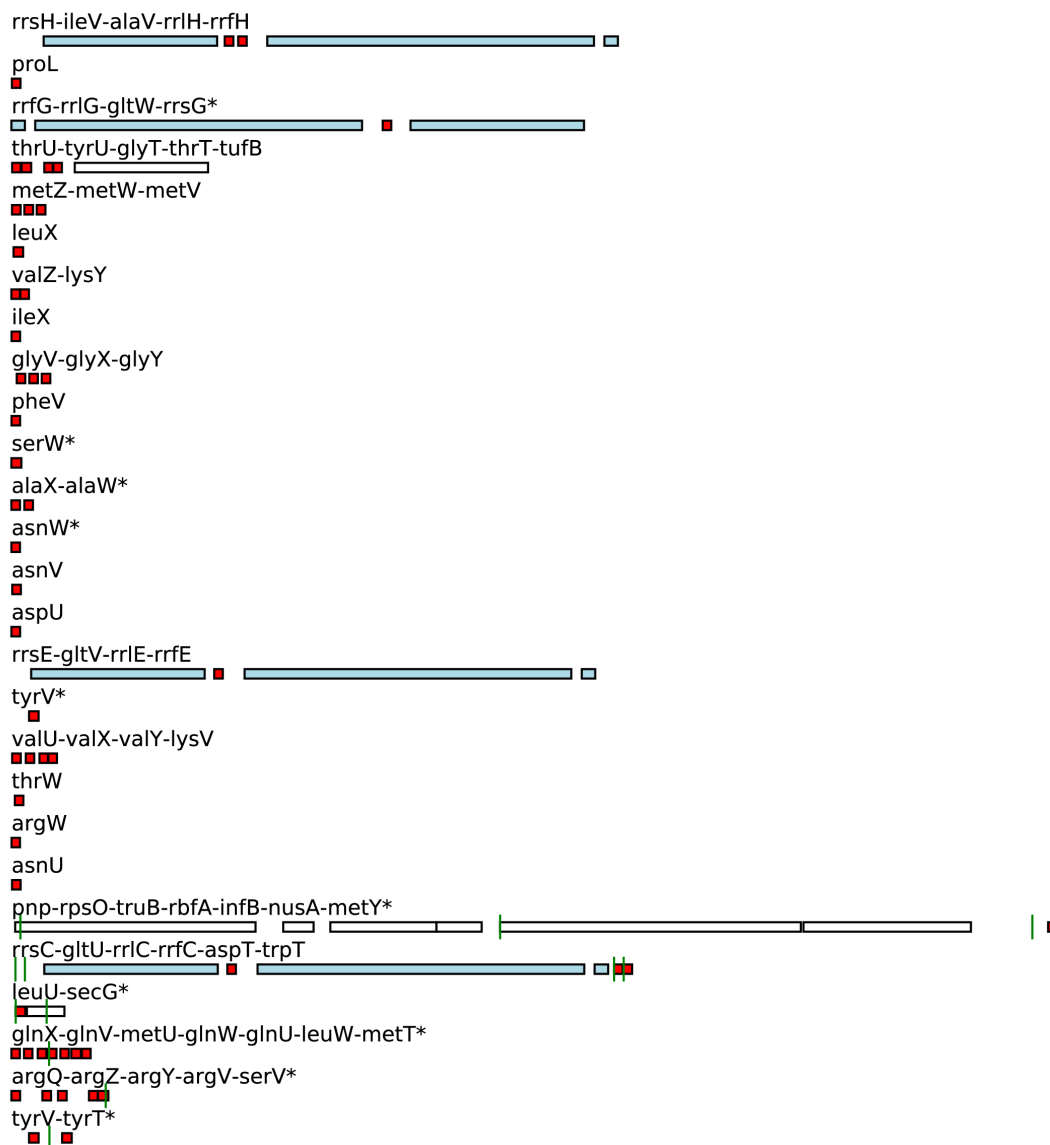 rrsH-ileV-alaV-rrlH-rrfH
proL
rrfG-rrlG-gltW-rrsG*
thrU-tyrU-glyT-thrT-tufB
metZ-metW-metV
leuX
valZ-lysY
ileX
glyV-glyX-glyY
pheV
serW*
alaX-alaW*
asnW*
asnV
aspU
rrsE-gltV-rrlE-rrfE
tyrV*
valU-valX-valY-lysV
thrW
argW
asnU
pnp-rpsO-truB-rbfA-infB-nusA-metY*
rrsC-gltU-rrlC-rrfC-aspT-trpT
leuU-secG*
glnX-glnV-metU-glnW-glnU-leuW-metT*
argQ-argZ-argY-argV-serV*
tyrV-tyrT*